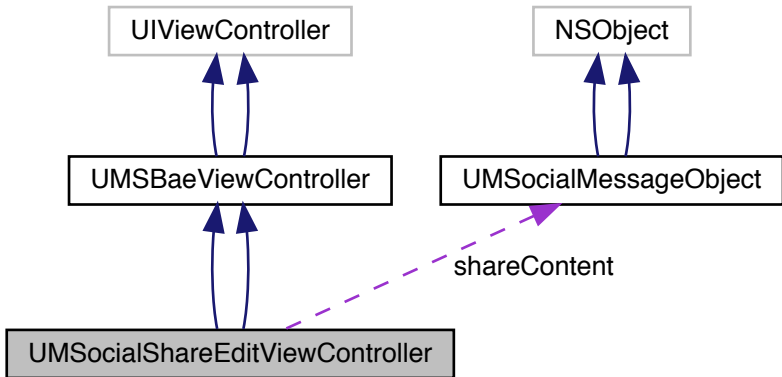 UIViewController
NSObject
UMSBaeViewController
UMSocialMessageObject
shareContent
UMSocialShareEditViewController